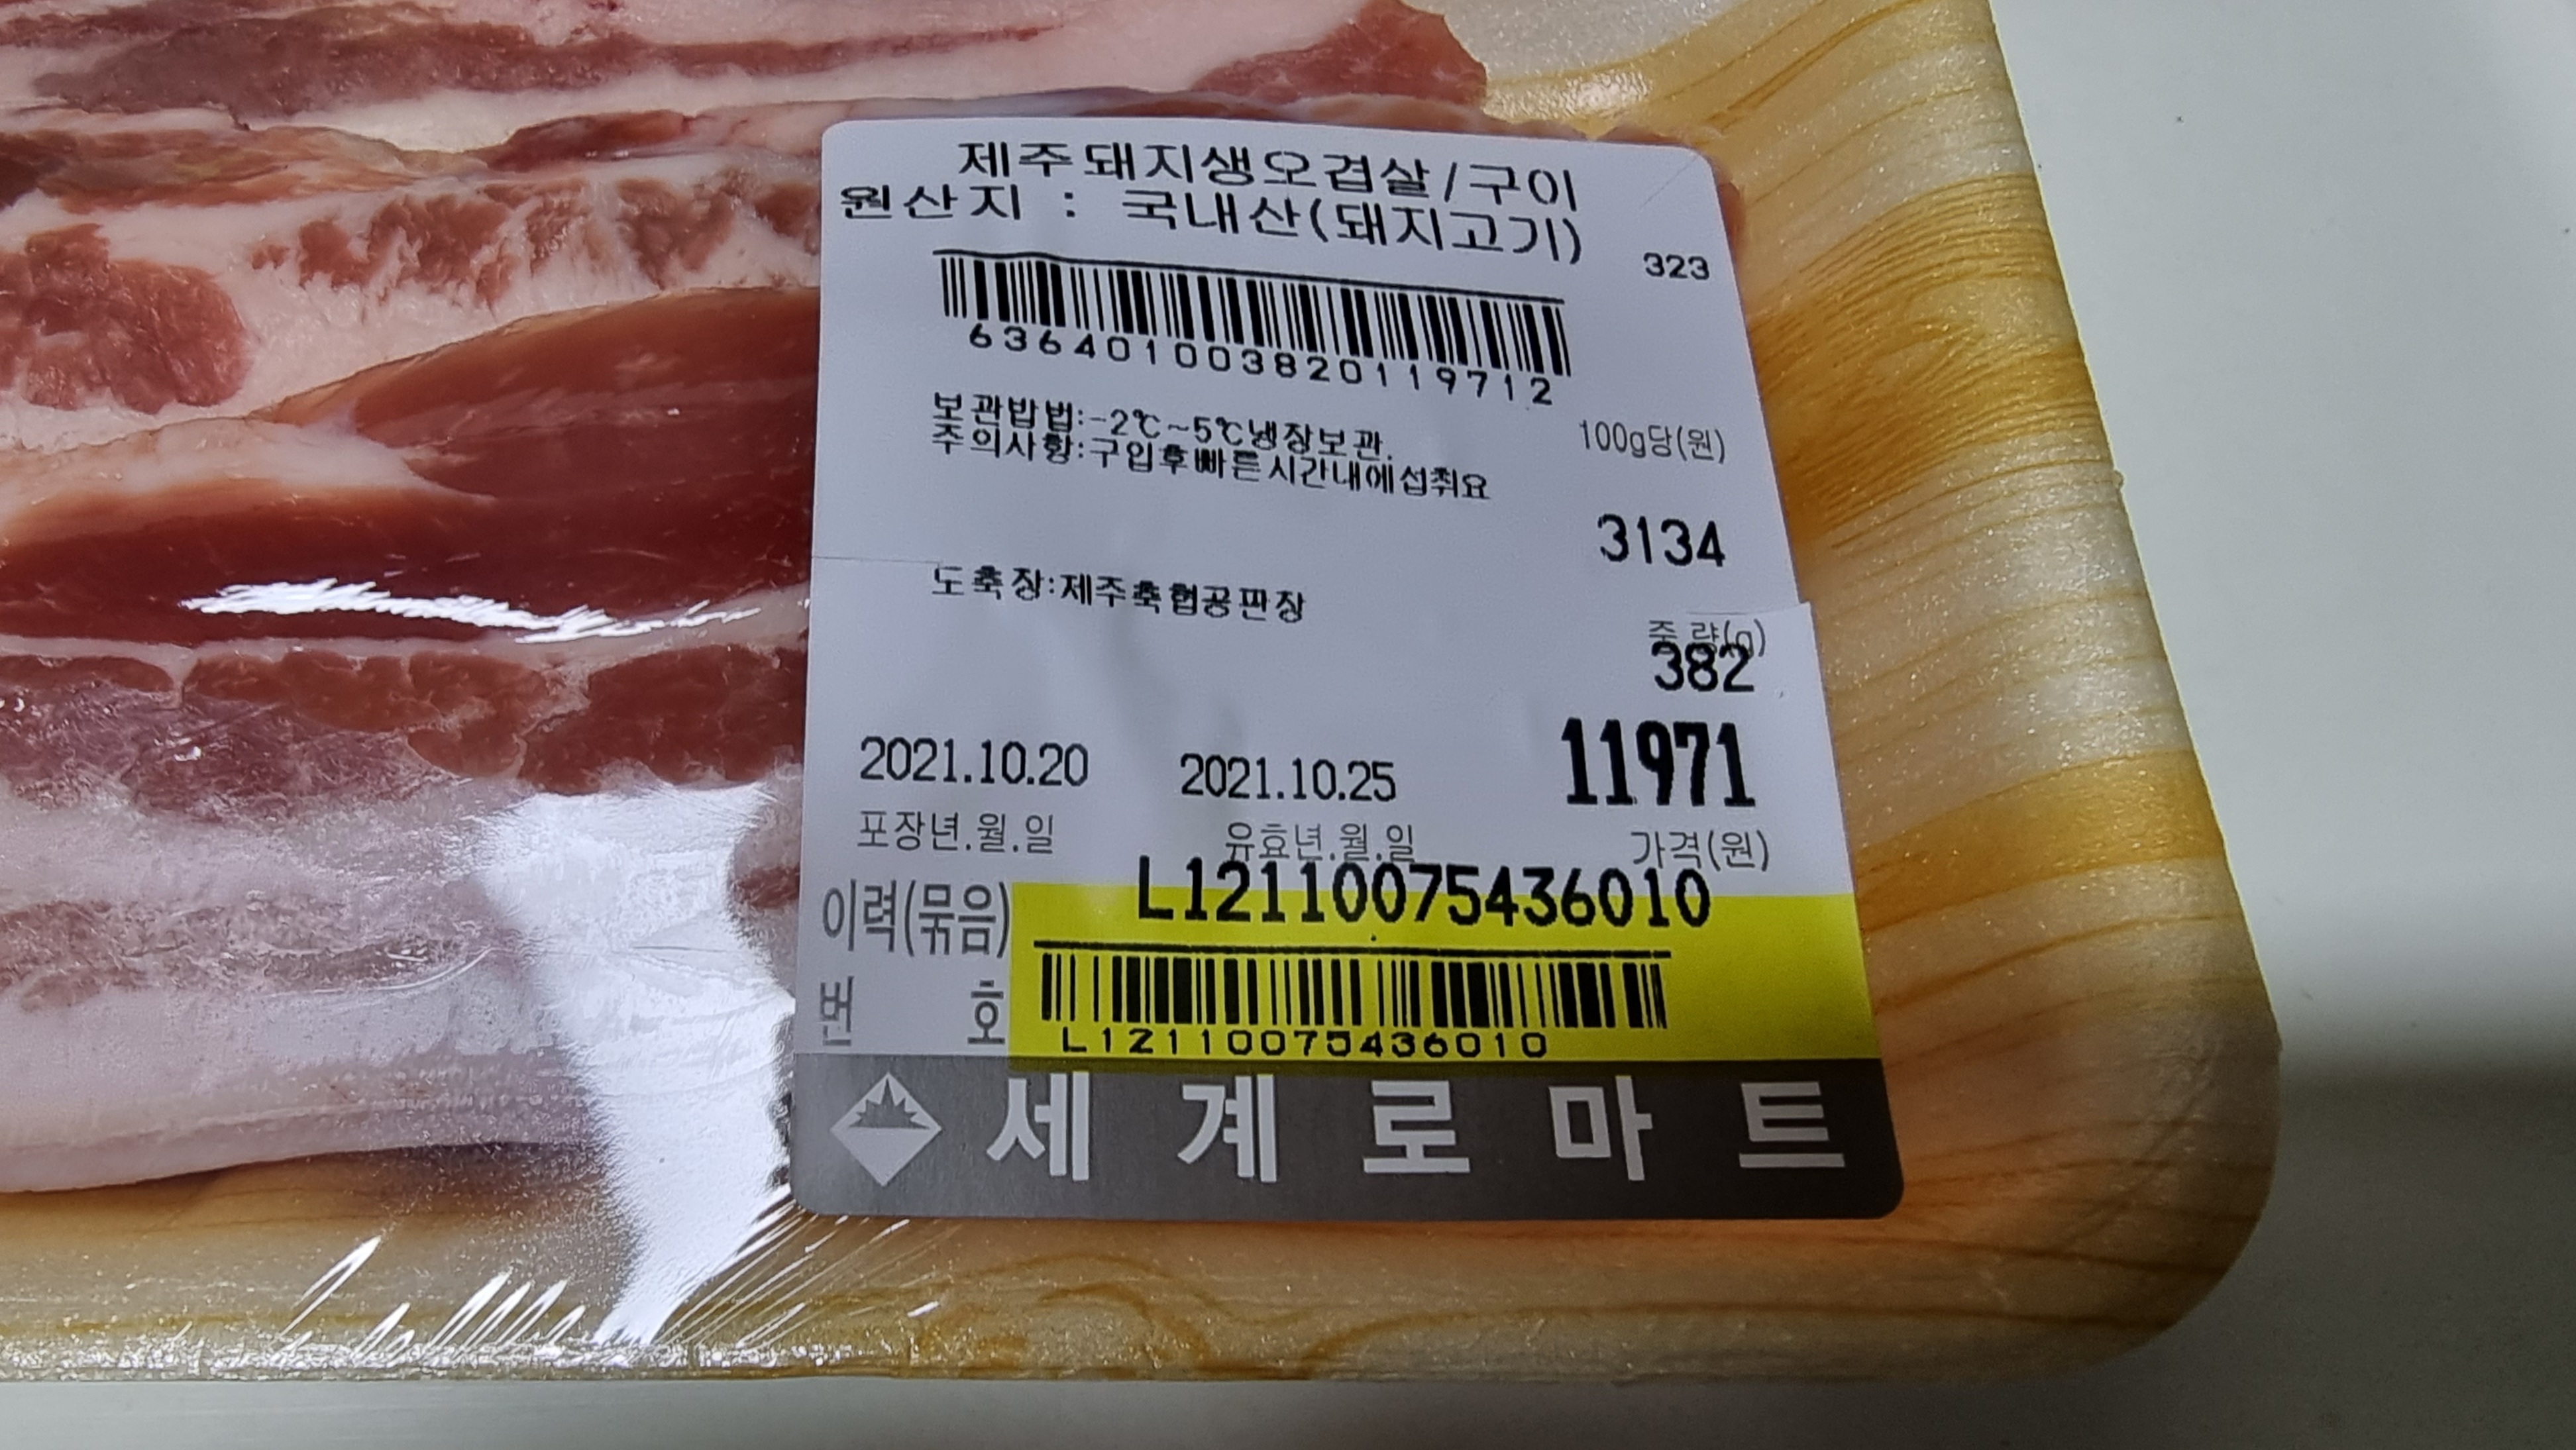 제주돼지생오겹살/구이
원산지 : 국내산(돼지고기)
323
6364010038201197​12
보관밥법:-2℃~5℃냉장보관.
주의사항:구입후빠른시간내에섭취요
100g당(원)
3134
도축장:제주축협공판장
중 량(g)
382
2021.10.20 2021.10.25 11971
포장년.월.일 유효년.월.일 가격(원)
이력(묶음) L12110075436010
번 호
L12110075436010
세계로마트